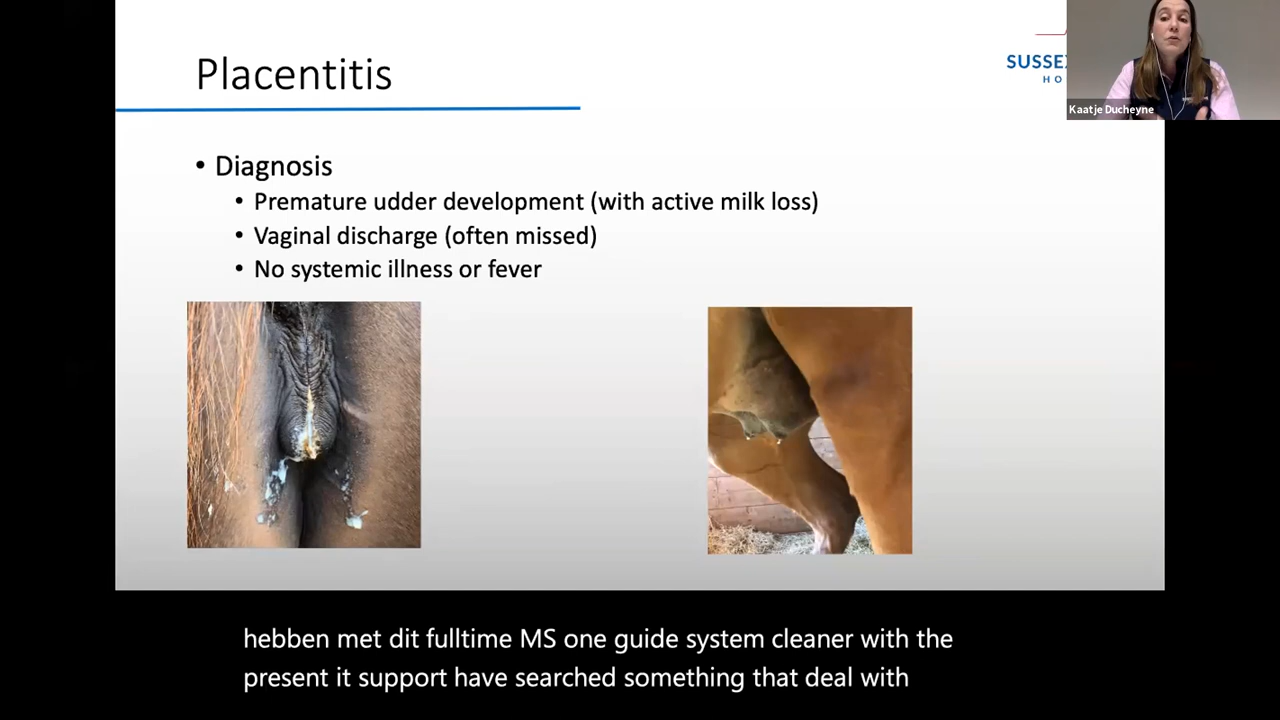 Placentitis
SUSSE
HO
Kaatje Ducheyne
• Diagnosis
• Premature udder development (with active milk loss)
• Vaginal discharge (often missed)
• No systemic illness or fever
hebben met dit fulltime MS one guide system cleaner with the
present it support have searched something that deal with